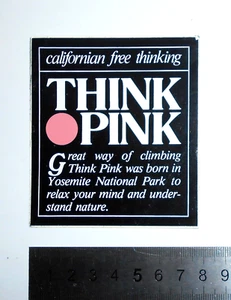 californian free thinking
THINK
PINK
Great way of climbing
Think Pink was born in
Yosemite National Park to
relax your mind and under-
stand nature.
1 2 3 4 5 6 7 8 9